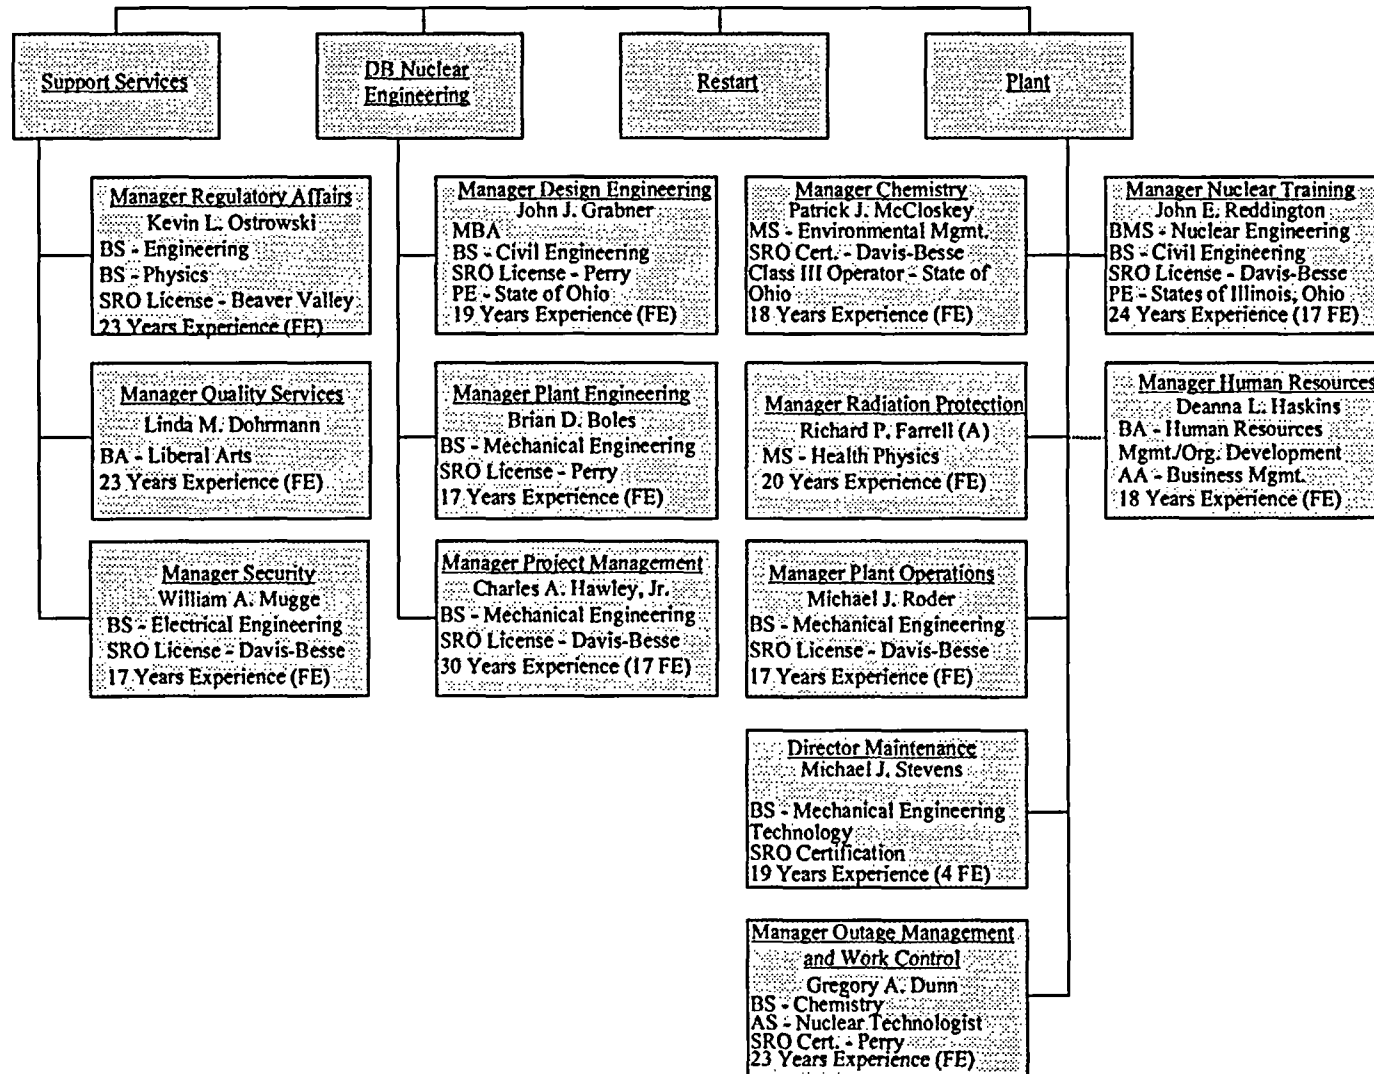 Support Services
DB Nuclear
Engineering
Restart
Plant
Manager Regulatory Affairs
Kevin L. Ostrowski
BS - Engineering
BS - Physics
SRO License - Beaver Valley
23 Years Experience (FE)
Manager Quality Services
Linda M. Dohrmann
BA - Liberal Arts
23 Years Experience (FE)
Manager Security
William A. Mugge
BS - Electrical Engineering
SRO License - Davis-Besse
17 Years Experience (FE)
Manager Design Engineering
John J. Grabner
MBA
BS - Civil Engineering
SRO License - Perry
PE - State of Ohio
19 Years Experience (FE)
Manager Plant Engineering
Brian D. Boles
BS - Mechanical Engineering
SRO License - Perry
17 Years Experience (FE)
Manager Project Management
Charles A. Hawley, Jr.
BS - Mechanical Engineering
SRO License - Davis-Besse
30 Years Experience (17 FE)
Manager Chemistry
Patrick J. McCloskey
MS - Environmental Mgmt.
SRO Cert. - Davis-Besse
Class III Operator - State of
Ohio
18 Years Experience (FE)
Manager Radiation Protection
Richard P. Farrell (A)
MS - Health Physics
20 Years Experience (FE)
Manager Plant Operations
Michael J. Roder
BS - Mechanical Engineering
SRO License - Davis-Besse
17 Years Experience (FE)
Director Maintenance
Michael J. Stevens
BS - Mechanical Engineering
Technology
SRO Certification
19 Years Experience (4 FE)
Manager Outage Management
and Work Control
Gregory A. Dunn
BS - Chemistry
AS - Nuclear Technologist
SRO Cert. - Perry
23 Years Experience (FE)
Manager Nuclear Training
John E. Reddington
BMS - Nuclear Engineering
BS - Civil Engineering
SRO License - Davis-Besse
PE - States of Illinois, Ohio
24 Years Experience (17 FE)
Manager Human Resources
Deanna L. Haskins
BA - Human Resources
Mgmt./Org. Development
AA - Business Mgmt.
18 Years Experience (FE)